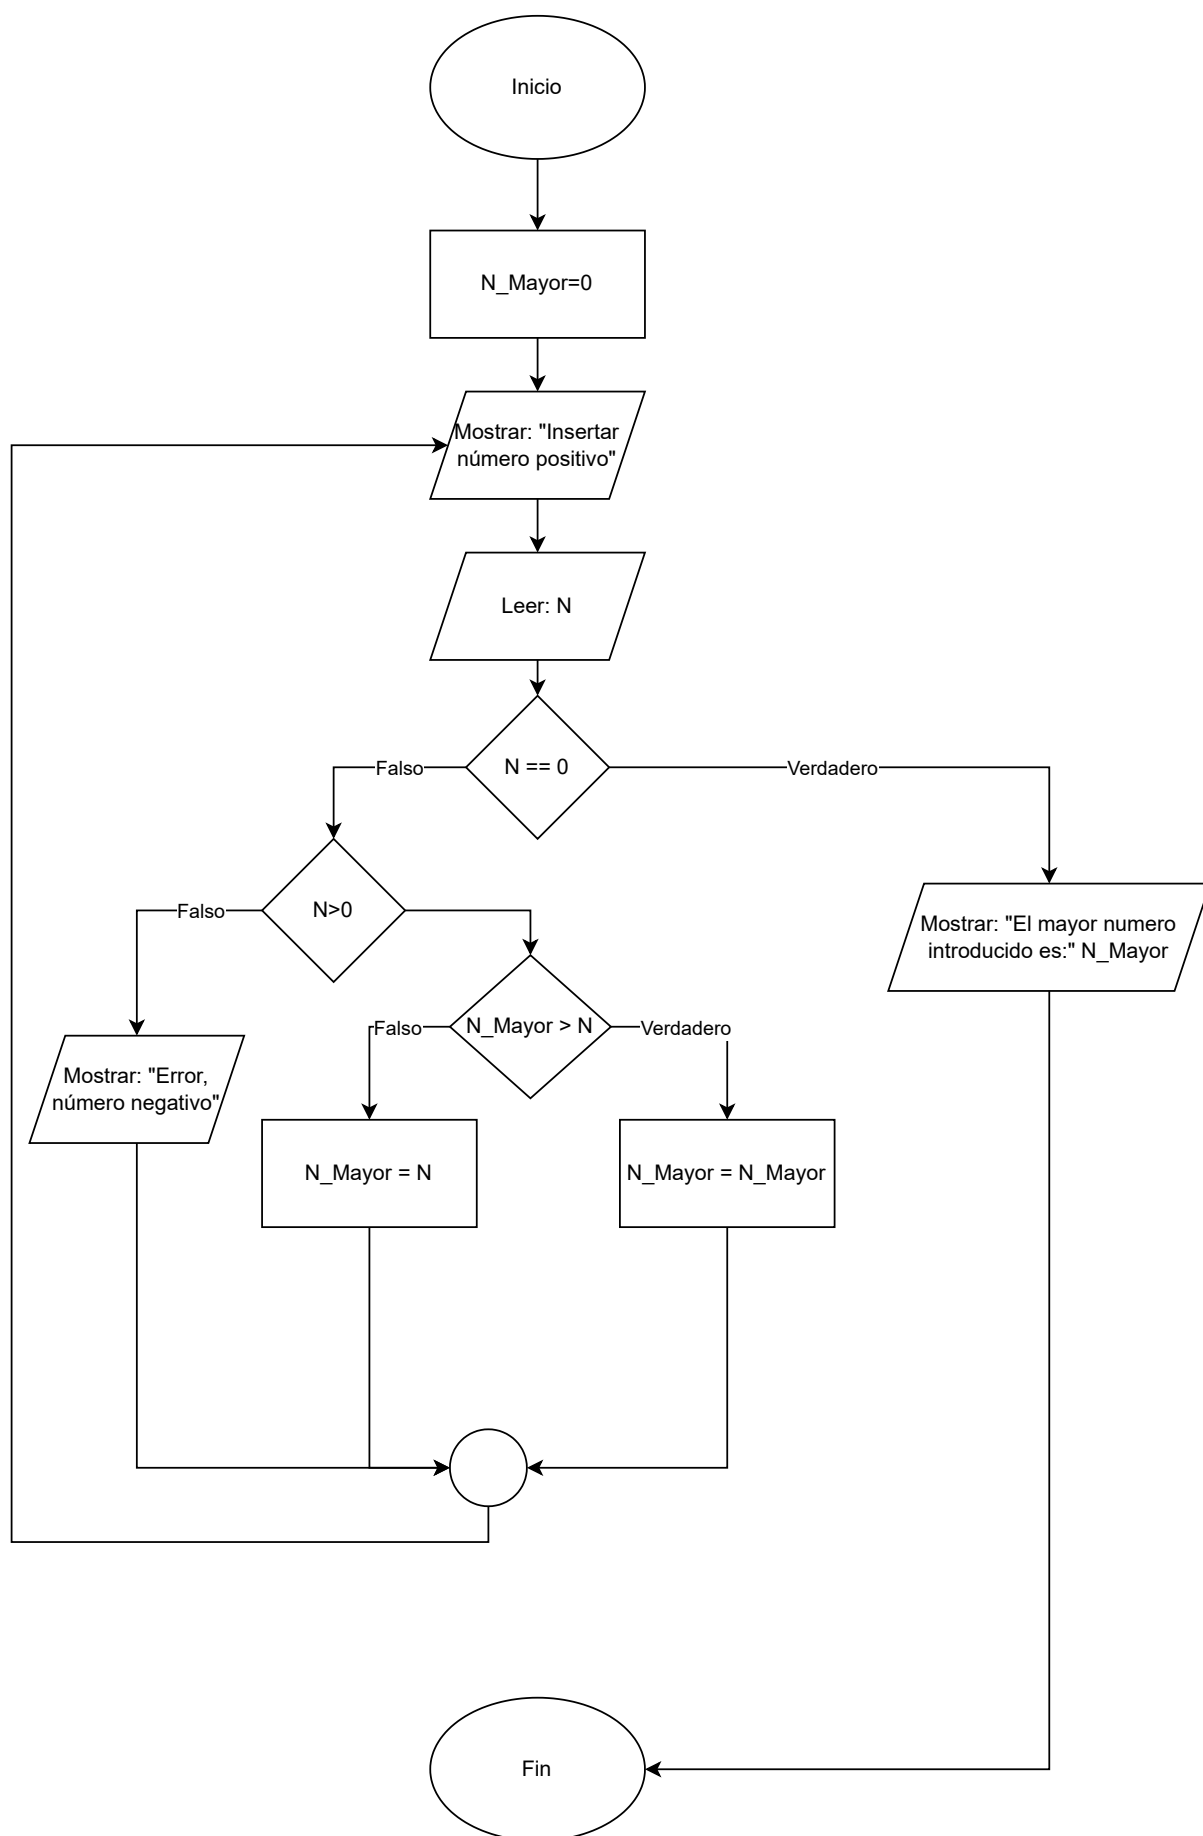 Inicio
N_Mayor=0
Mostrar: "Insertar
número positivo"
Leer: N
N == 0
Falso
Verdadero
N>0
Falso
Mostrar: "El mayor numero
introducido es:" N_Mayor
N_Mayor > N
Falso
Verdadero
Mostrar: "Error,
número negativo"
N_Mayor = N
N_Mayor = N_Mayor
Fin